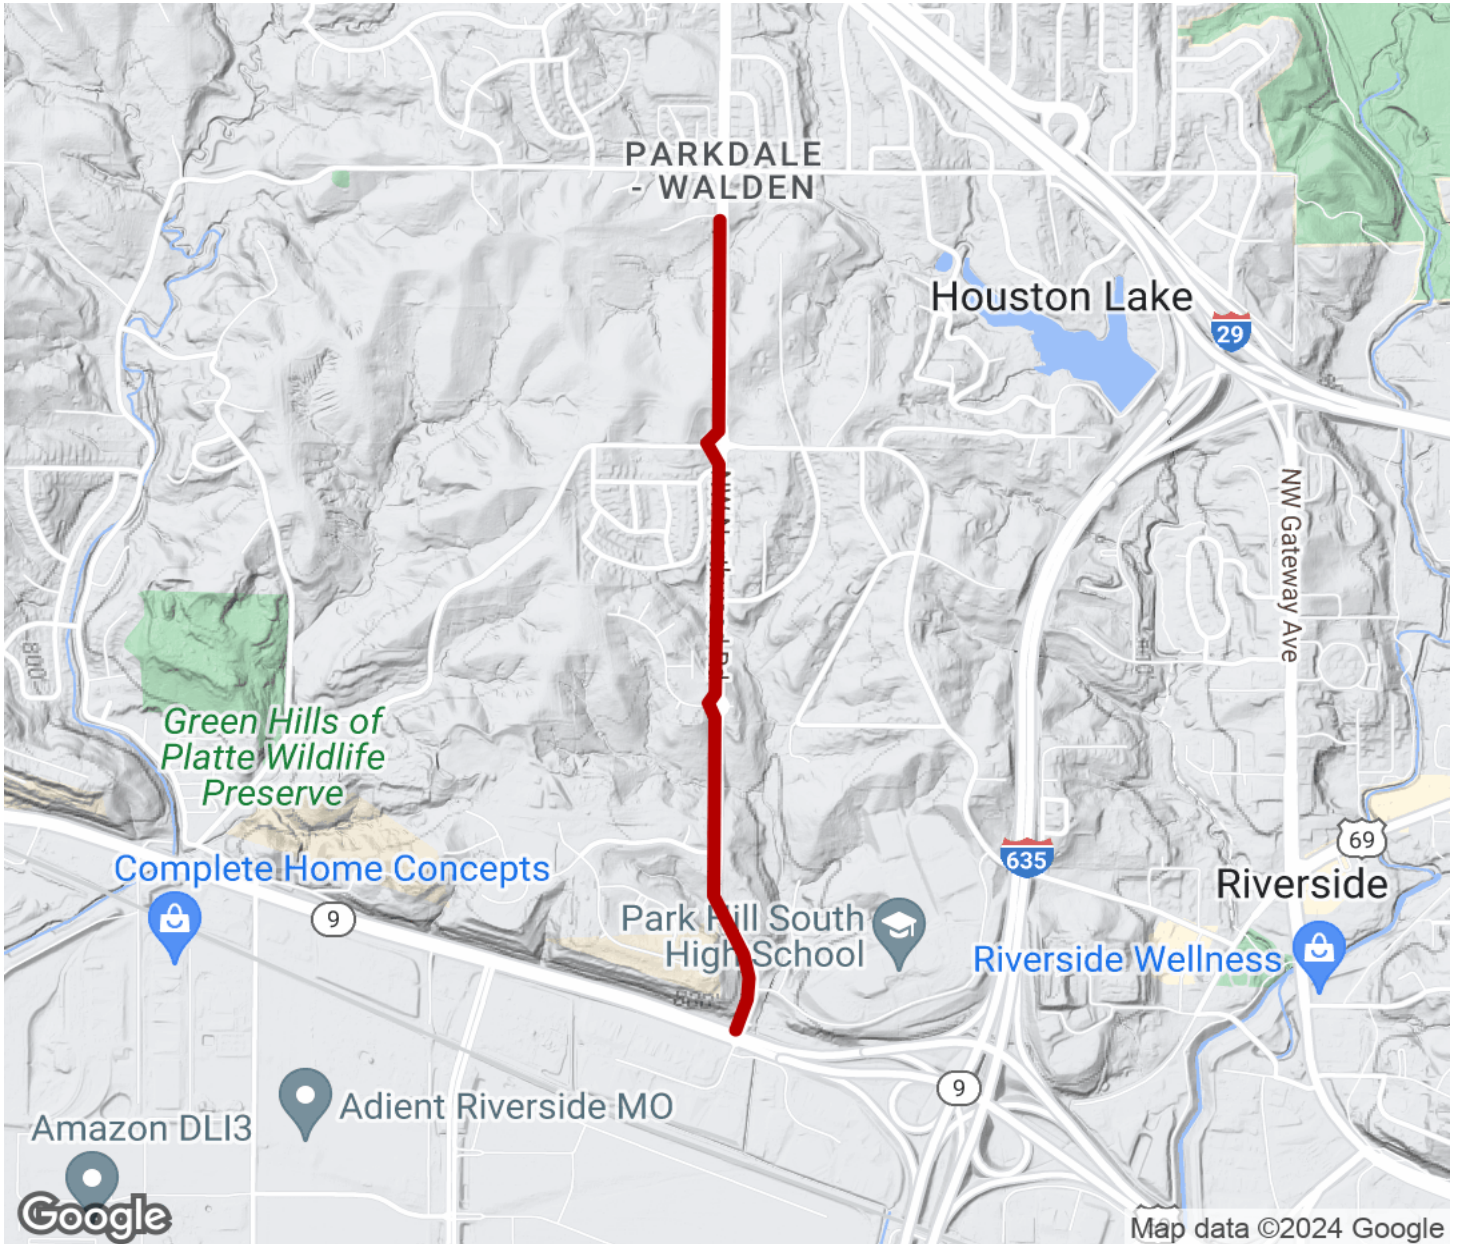 PARKDALE
- WALDEN
Houston Lake
29
NW Gateway Ave
800
Green Hills of
Platte Wildlife
Preserve
69
635
Riverside
Complete Home Concepts
9
Park Hill South
High School
Riverside Wellness
800
9
Adient Riverside MO
Amazon DLI3
Google
Map data ©2024 Google